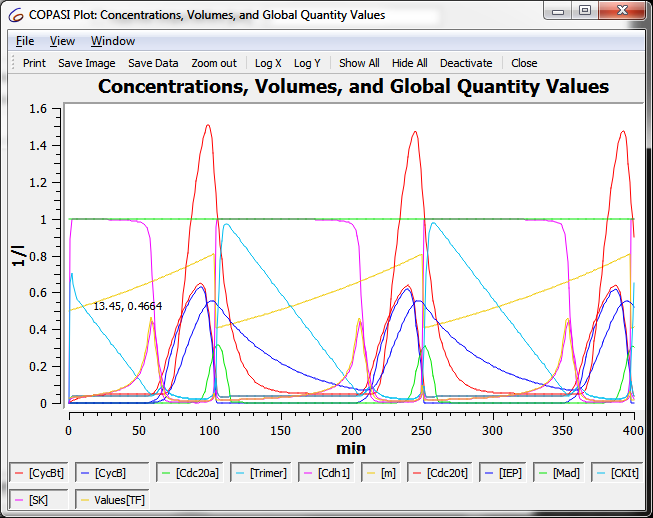 COPASI Plot: Concentrations, Volumes, and Global Quantity Values
File View Window
Print Save Image Save Data Zoom out Log X Log Y Show All Hide All Deactivate Close
Concentrations, Volumes, and Global Quantity Values
1.6
1.4
1.2
1
0.8
0.6
0.4
0.2
0
1/l
13.45, 0.4664
0 50 100 150 200 250 300 350 400
min
[CycBt] [CycB] [Cdc20a] [Trimer] [Cdh1] [m] [Cdc20t] [IEP] [Mad] [CKIt]
[SK] Values[TF]